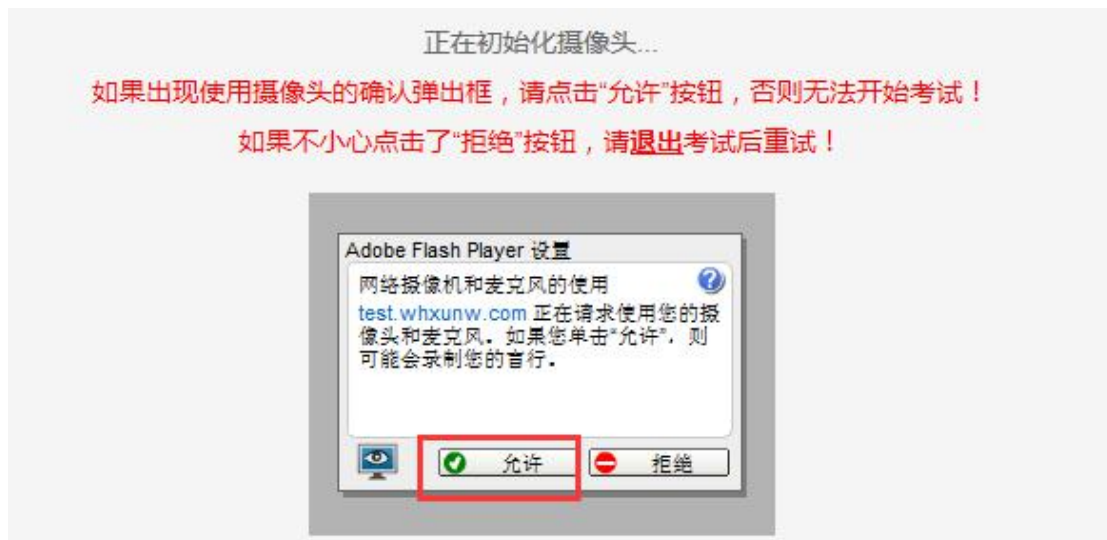 正在初始化摄像头...
如果出现使用摄像头的确认弹出框，请点击“允许”按钮，否则无法开始考试！
如果不小心点击了“拒绝”按钮，请退出考试后重试！
Adobe Flash Player 设置
网络摄像机和麦克风的使用
test.whxunw.com 正在请求使用您的摄
像头和麦克风。如果您单击“允许”，则
可能会录制您的言行。
允许
拒绝